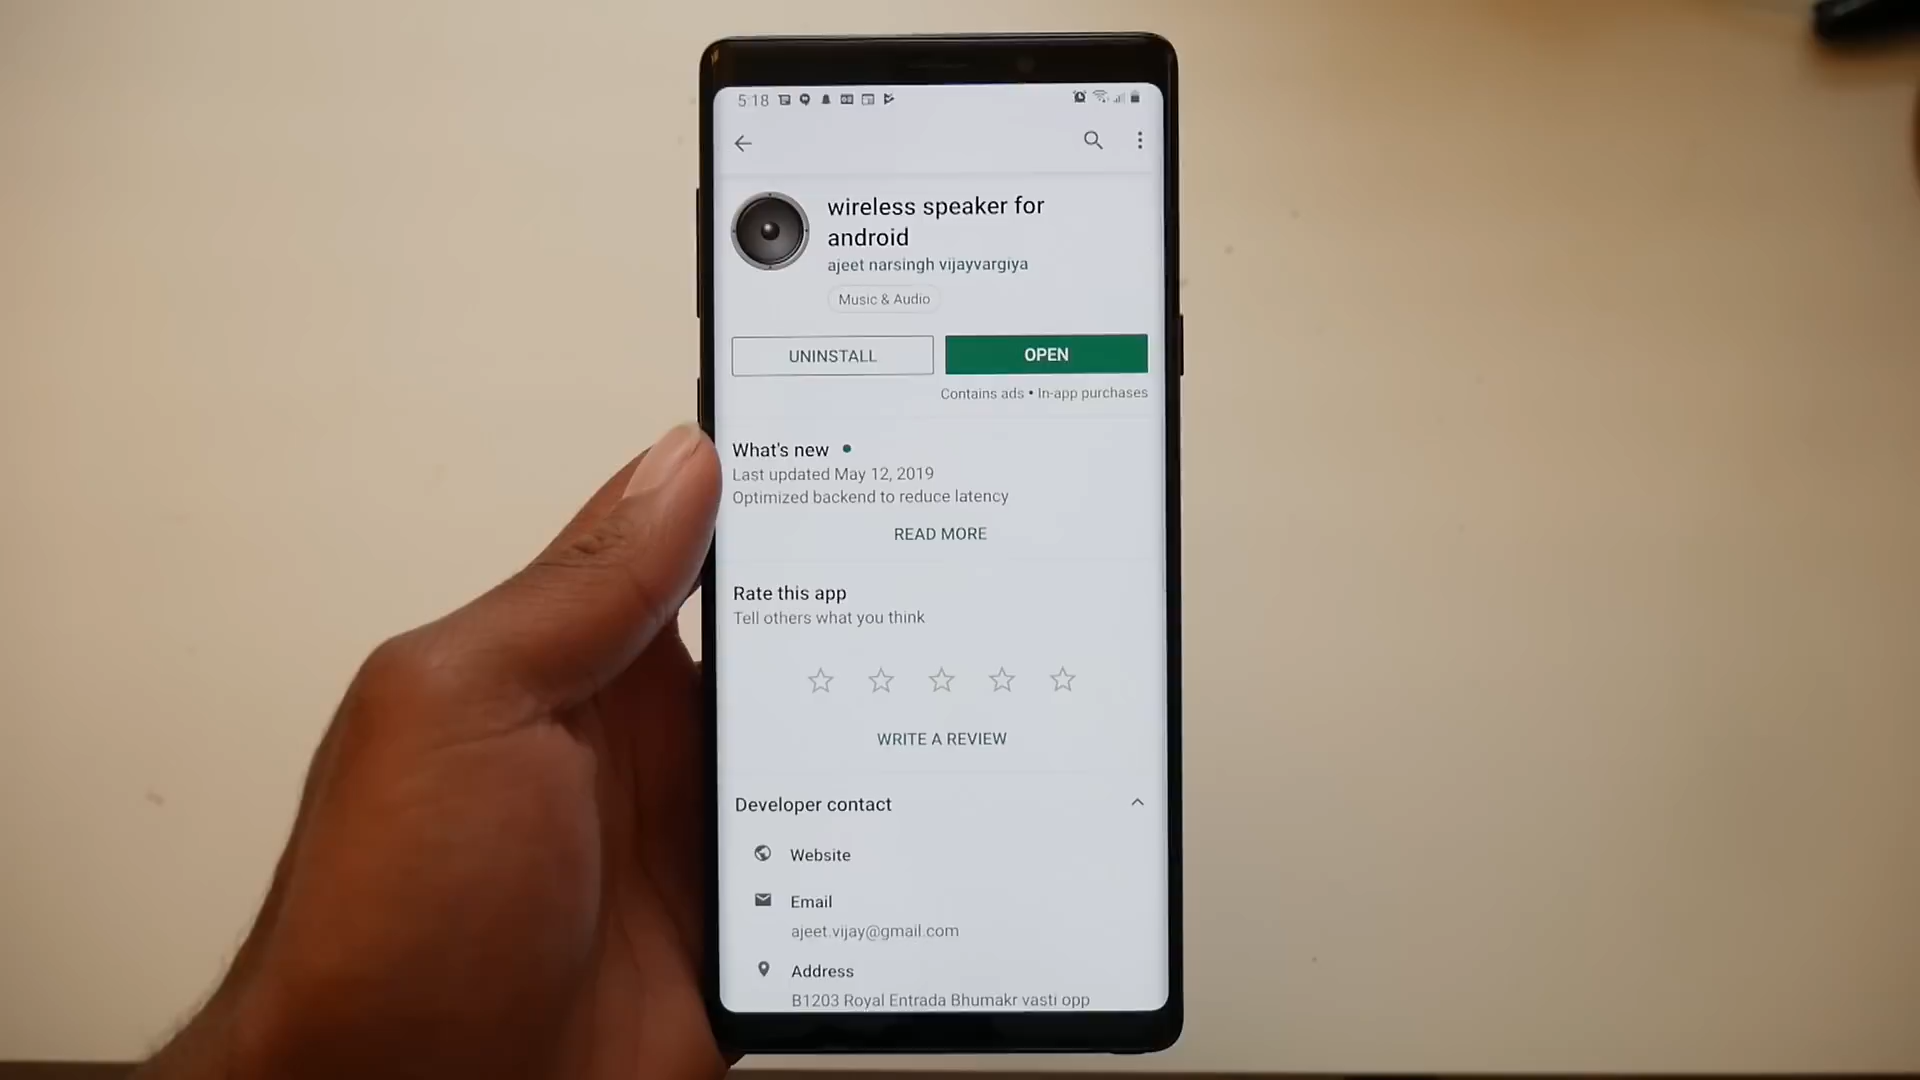 5:18
wireless speaker for
android
ajeet narsingh vijayvargiya
Music & Audio
UNINSTALL
OPEN
Contains ads • In-app purchases
What's new
Last updated May 12, 2019
Optimized backend to reduce latency
READ MORE
Rate this app
Tell others what you think
WRITE A REVIEW
Developer contact
Website
Email
ajeet.vijay@gmail.com
Address
B1203 Royal Entrada Bhumakr vasti opp